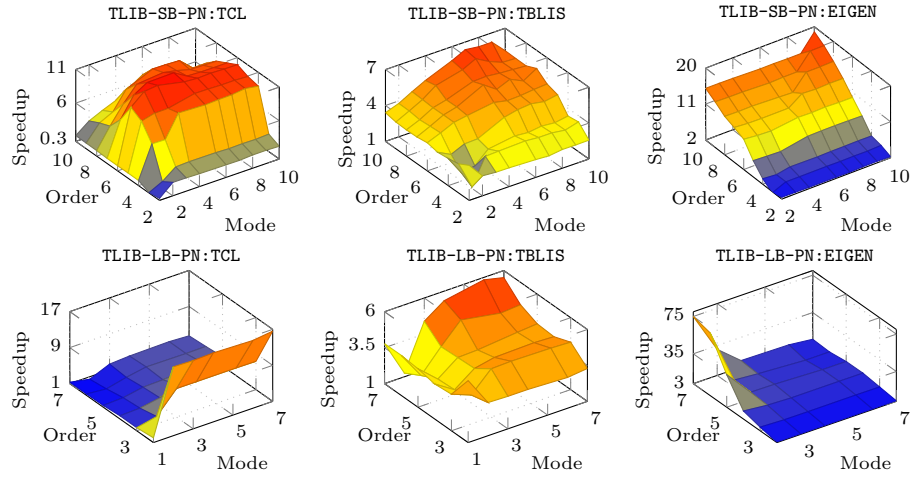 TLIB-SB-PN:TCL
Speedup
11
6
0.3
10
8
6
4
2
Order
2
4
6
8
10
Mode
TLIB-SB-PN:TBLIS
Speedup
7
4
1
10
8
6
4
2
Order
2
4
6
8
10
Mode
TLIB-SB-PN:EIGEN
Speedup
20
11
2
10
8
6
4
2
Order
2
4
6
8
10
Mode
TLIB-LB-PN:TCL
Speedup
17
9
1
7
5
3
Order
1
3
5
7
Mode
TLIB-LB-PN:TBLIS
Speedup
6
3.5
1
7
5
3
Order
1
3
5
7
Mode
TLIB-LB-PN:EIGEN
Speedup
75
35
3
7
5
3
Order
3
5
7
Mode